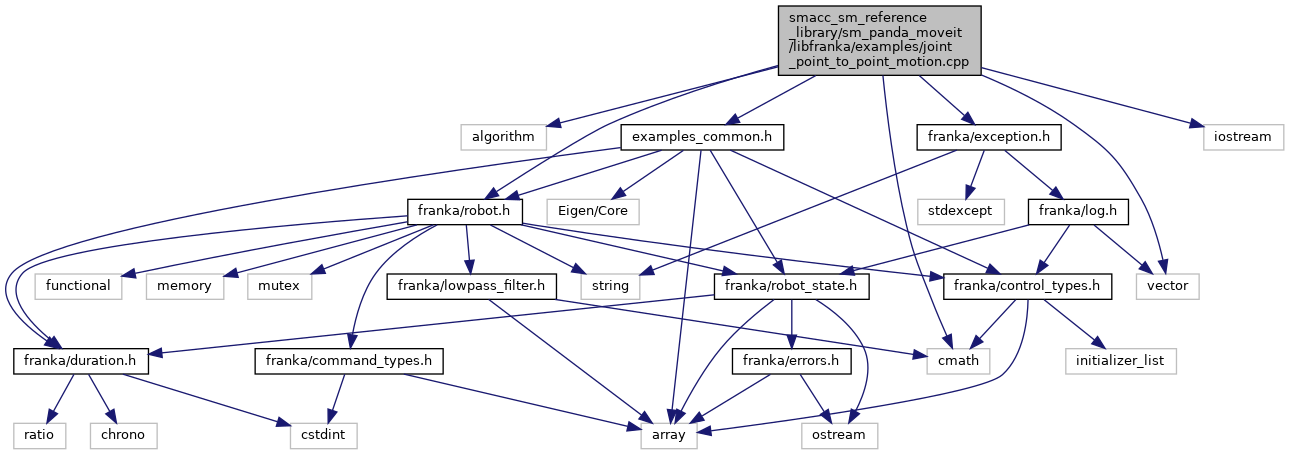 smacc_sm_reference
_library/sm_panda_moveit
/libfranka/examples/joint
_point_to_point_motion.cpp
algorithm
examples_common.h
franka/exception.h
iostream
franka/robot.h
Eigen/Core
stdexcept
franka/log.h
functional
memory
mutex
franka/lowpass_filter.h
string
franka/robot_state.h
franka/control_types.h
vector
franka/duration.h
franka/command_types.h
franka/errors.h
cmath
initializer_list
ratio
chrono
cstdint
array
ostream